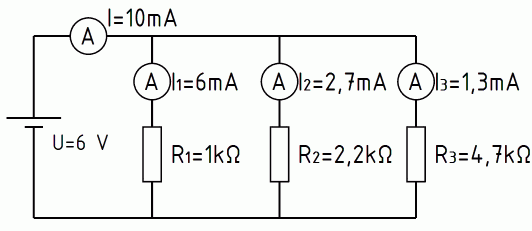 I=10mA
A
A
I1=6mA
A
I2=2,7mA
A
I3=1,3mA
U=6 V
R1=1kΩ
R2=2,2kΩ
R3=4,7kΩ